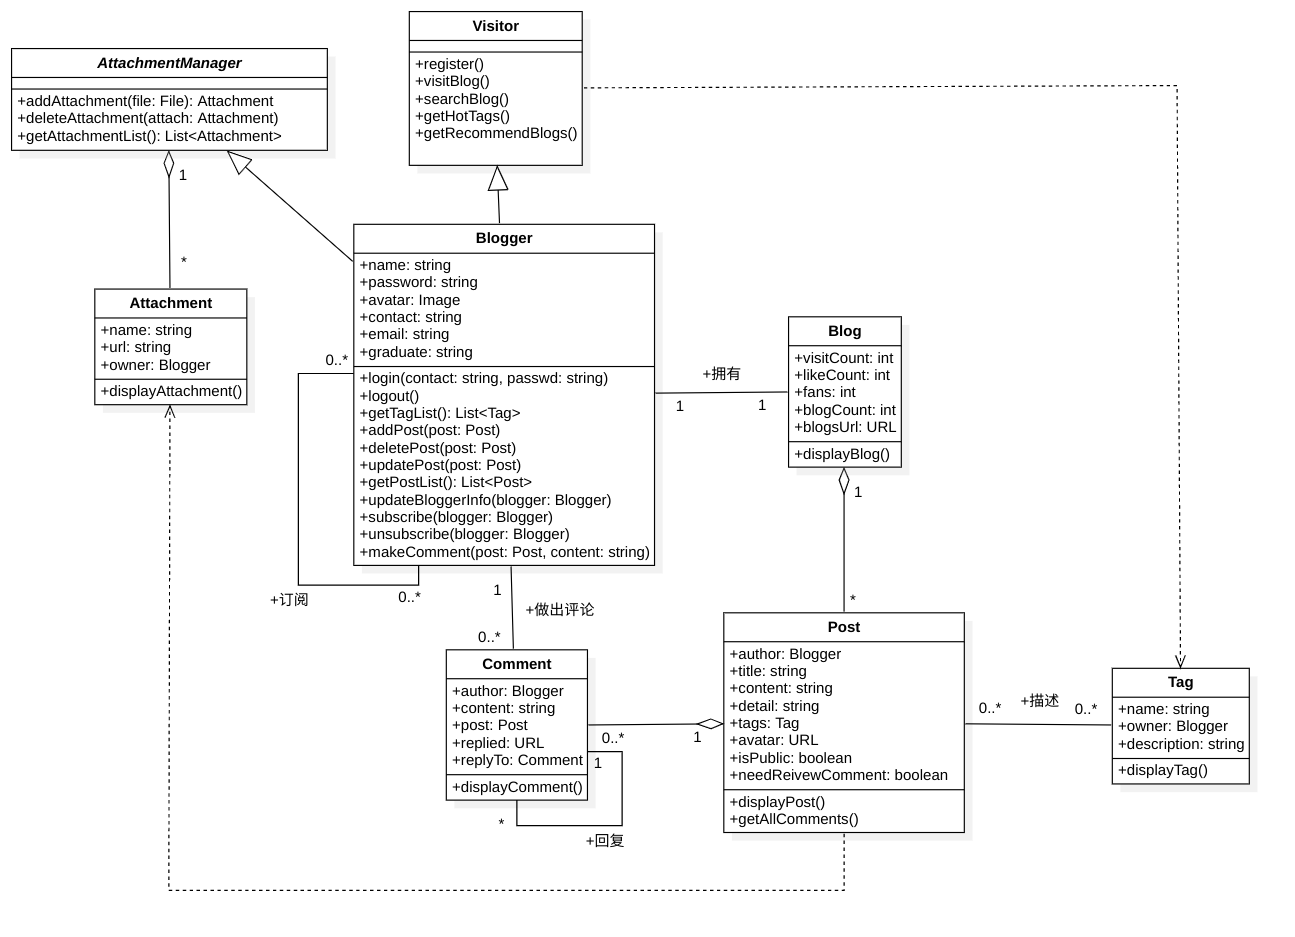 Visitor
+register()
+visitBlog()
+searchBlog()
+getHotTags()
+getRecommendBlogs()
AttachmentManager
+addAttachment(file: File): Attachment
+deleteAttachment(attach: Attachment)
+getAttachmentList(): List<Attachment>
1
*
Attachment
+name: string
+url: string
+owner: Blogger
+displayAttachment()
Blogger
+name: string
+password: string
+avatar: Image
+contact: string
+email: string
+graduate: string
+login(contact: string, passwd: string)
+logout()
+getTagList(): List<Tag>
+addPost(post: Post)
+deletePost(post: Post)
+updatePost(post: Post)
+getPostList(): List<Post>
+updateBloggerInfo(blogger: Blogger)
+subscribe(blogger: Blogger)
+unsubscribe(blogger: Blogger)
+makeComment(post: Post, content: string)
0..*
+订阅
0..*
+拥有
1
1
Blog
+visitCount: int
+likeCount: int
+fans: int
+blogCount: int
+blogsUrl: URL
+displayBlog()
1
*
1
+做出评论
0..*
Comment
+author: Blogger
+content: string
+post: Post
+replied: URL
+replyTo: Comment
+displayComment()
0..*
1
1
*
+回复
Post
+author: Blogger
+title: string
+content: string
+detail: string
+tags: Tag
+avatar: URL
+isPublic: boolean
+needReivewComment: boolean
+displayPost()
+getAllComments()
0..*
+描述
0..*
Tag
+name: string
+owner: Blogger
+description: string
+displayTag()